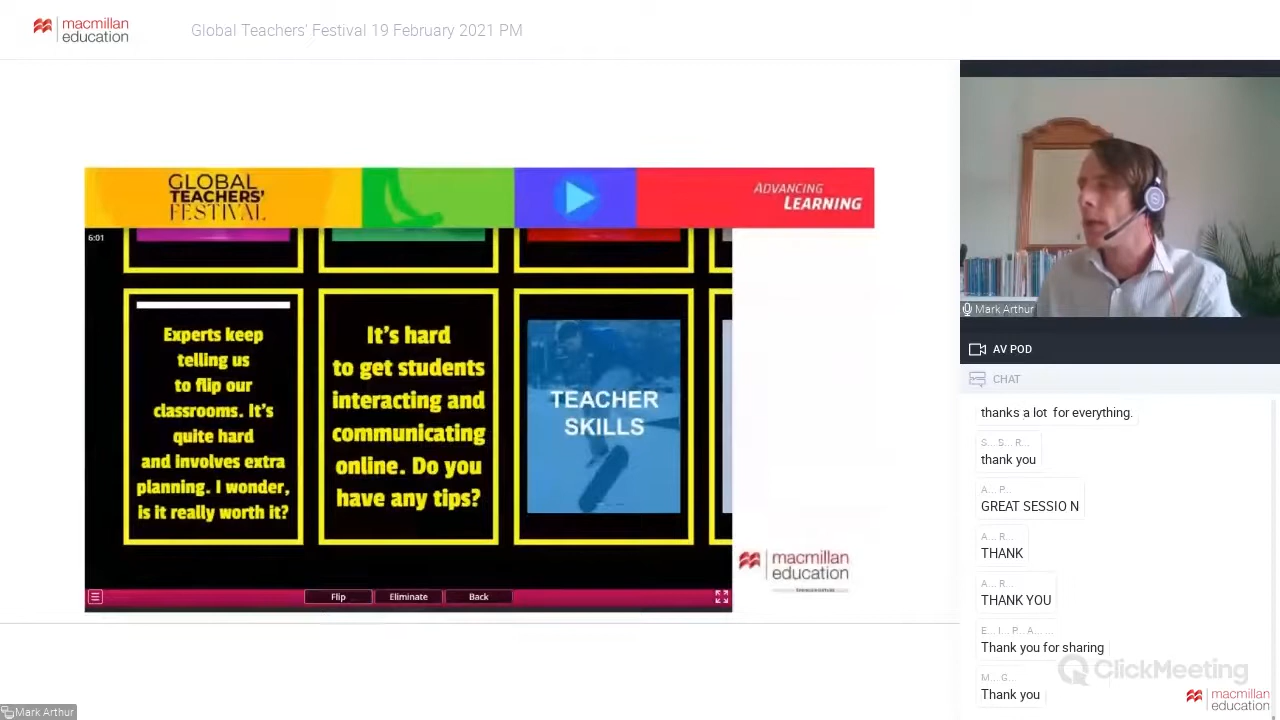 macmillan
education
Global Teachers' Festival 19 February 2021 PM
GLOBAL
TEACHERS'
FESTIVAL
ADVANCING
LEARNING
6:01
Experts keep
telling us
to flip our
classrooms. It's
quite hard
and involves extra
planning. I wonder,
is it really worth it?
It's hard
to get students
interacting and
communicating
online. Do you
have any tips?
TEACHER
SKILLS
Flip
Eliminate
Back
macmillan
education
Mark Arthur
Mark Arthur
AV POD
CHAT
thanks a lot for everything.
S... S... R...
thank you
A... P...
GREAT SESSIO N
A... R...
THANK
A... R...
THANK YOU
E... I... P... A... ...
Thank you for sharing
M... G...
Thank you
ClickMeeting
macmillan
education